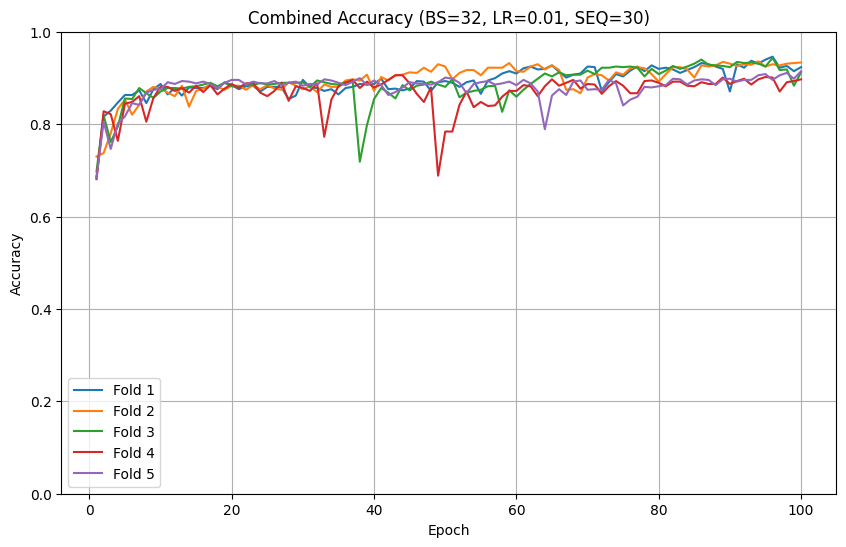 Combined Accuracy (BS=32, LR=0.01, SEQ=30)
1.0
0.8
0.6
0.4
0.2
0.0
Accuracy
Fold 1
Fold 2
Fold 3
Fold 4
Fold 5
0 20 40 60 80 100
Epoch